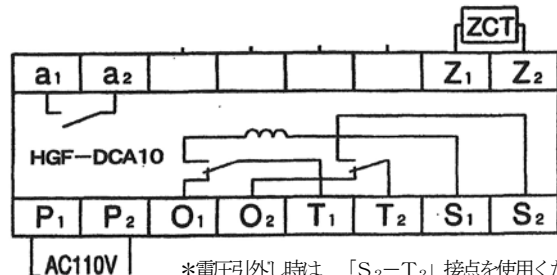 ZCT
a₁ a₂ Z₁ Z₂
HGF-DCA10
P₁ P₂ O₁ O₂ T₁ T₂ S₁ S₂
AC110V
*電圧引外し時は 「S₂-T₂」接点を使用くだ